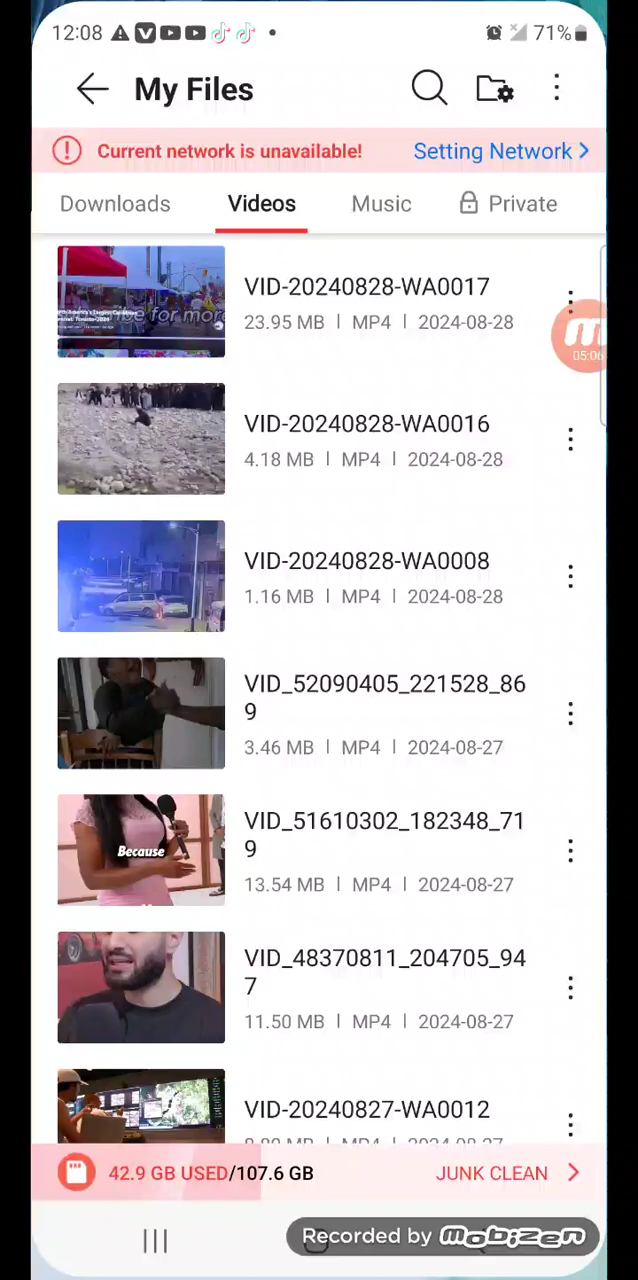 12:08 71%
My Files
Current network is unavailable! Setting Network >
Downloads Videos Music Private
VID-20240828-WA0017
23.95 MB | MP4 | 2024-08-28
05:06
VID-20240828-WA0016
4.18 MB | MP4 | 2024-08-28
VID-20240828-WA0008
1.16 MB | MP4 | 2024-08-28
VID_52090405_221528_86
9
3.46 MB | MP4 | 2024-08-27
Because
VID_51610302_182348_71
9
13.54 MB | MP4 | 2024-08-27
VID_48370811_204705_94
7
11.50 MB | MP4 | 2024-08-27
VID-20240827-WA0012
42.9 GB USED/107.6 GB JUNK CLEAN >
Recorded by mobizen